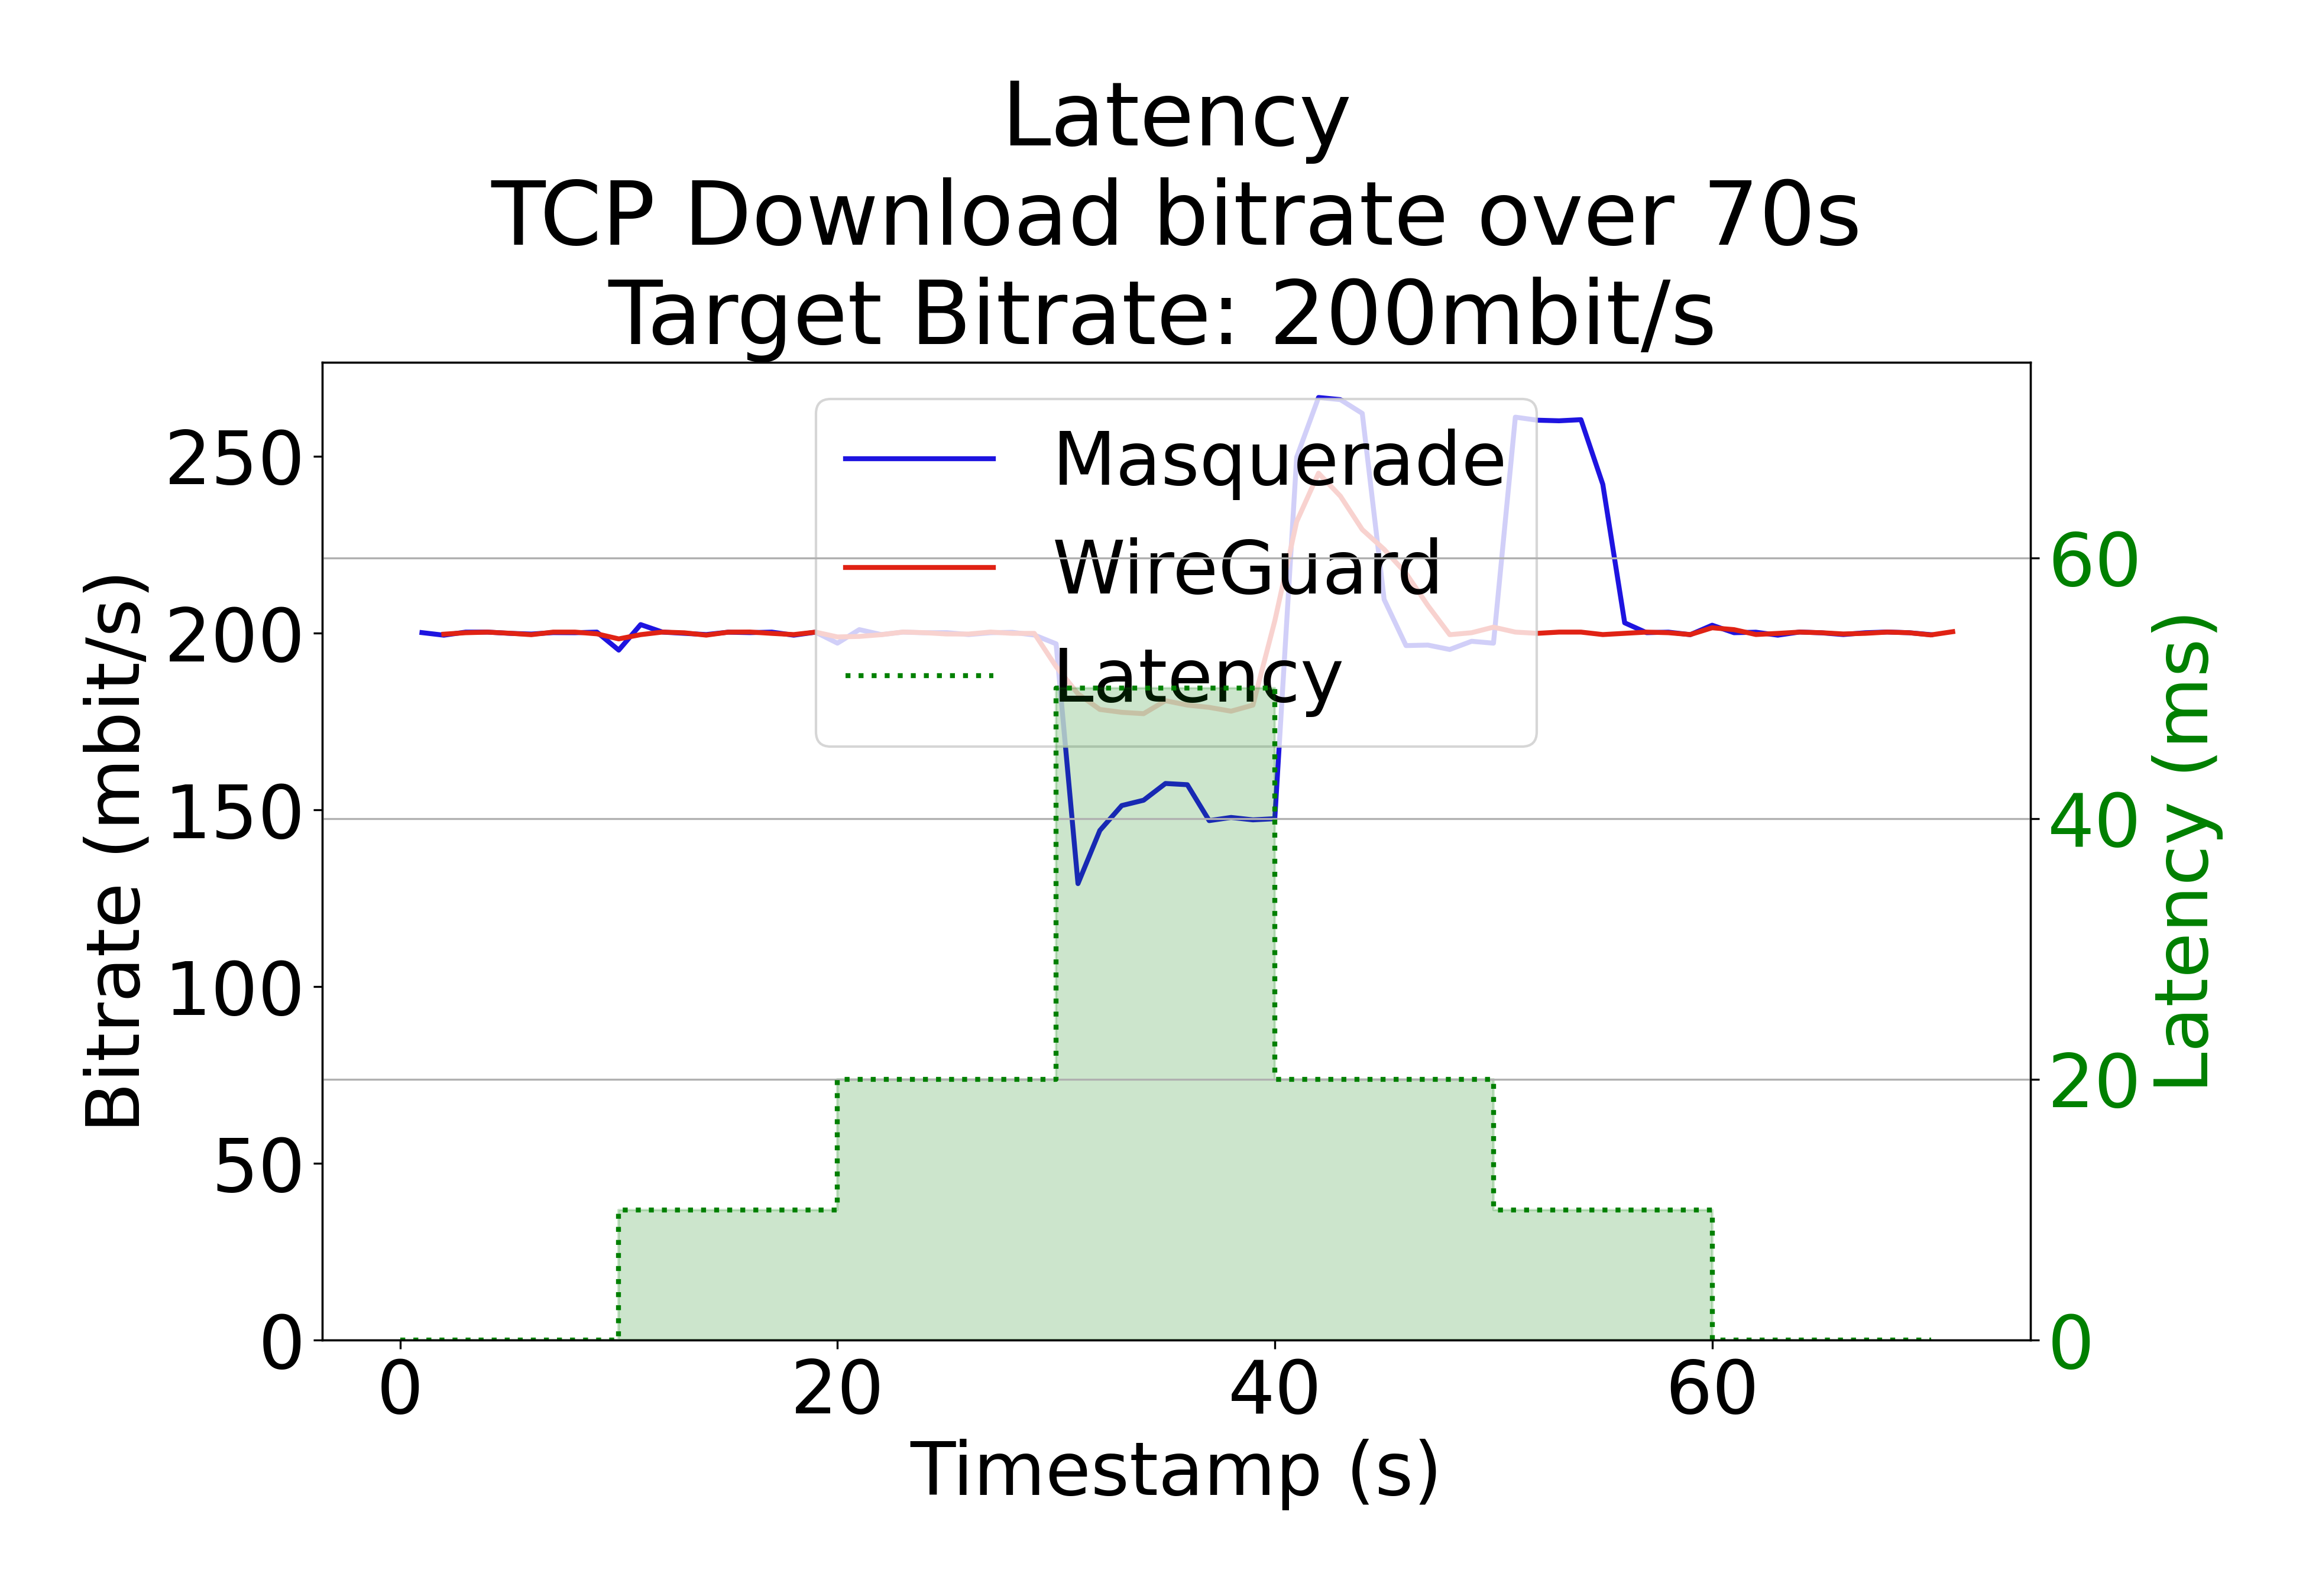 Latency
TCP Download bitrate over 70s
Target Bitrate: 200mbit/s
Masquerade
WireGuard
Latency
Bitrate (mbit/s)
250
200
150
100
50
0
60
40
20
0
Latency (ms)
0 20 40 60
Timestamp (s)